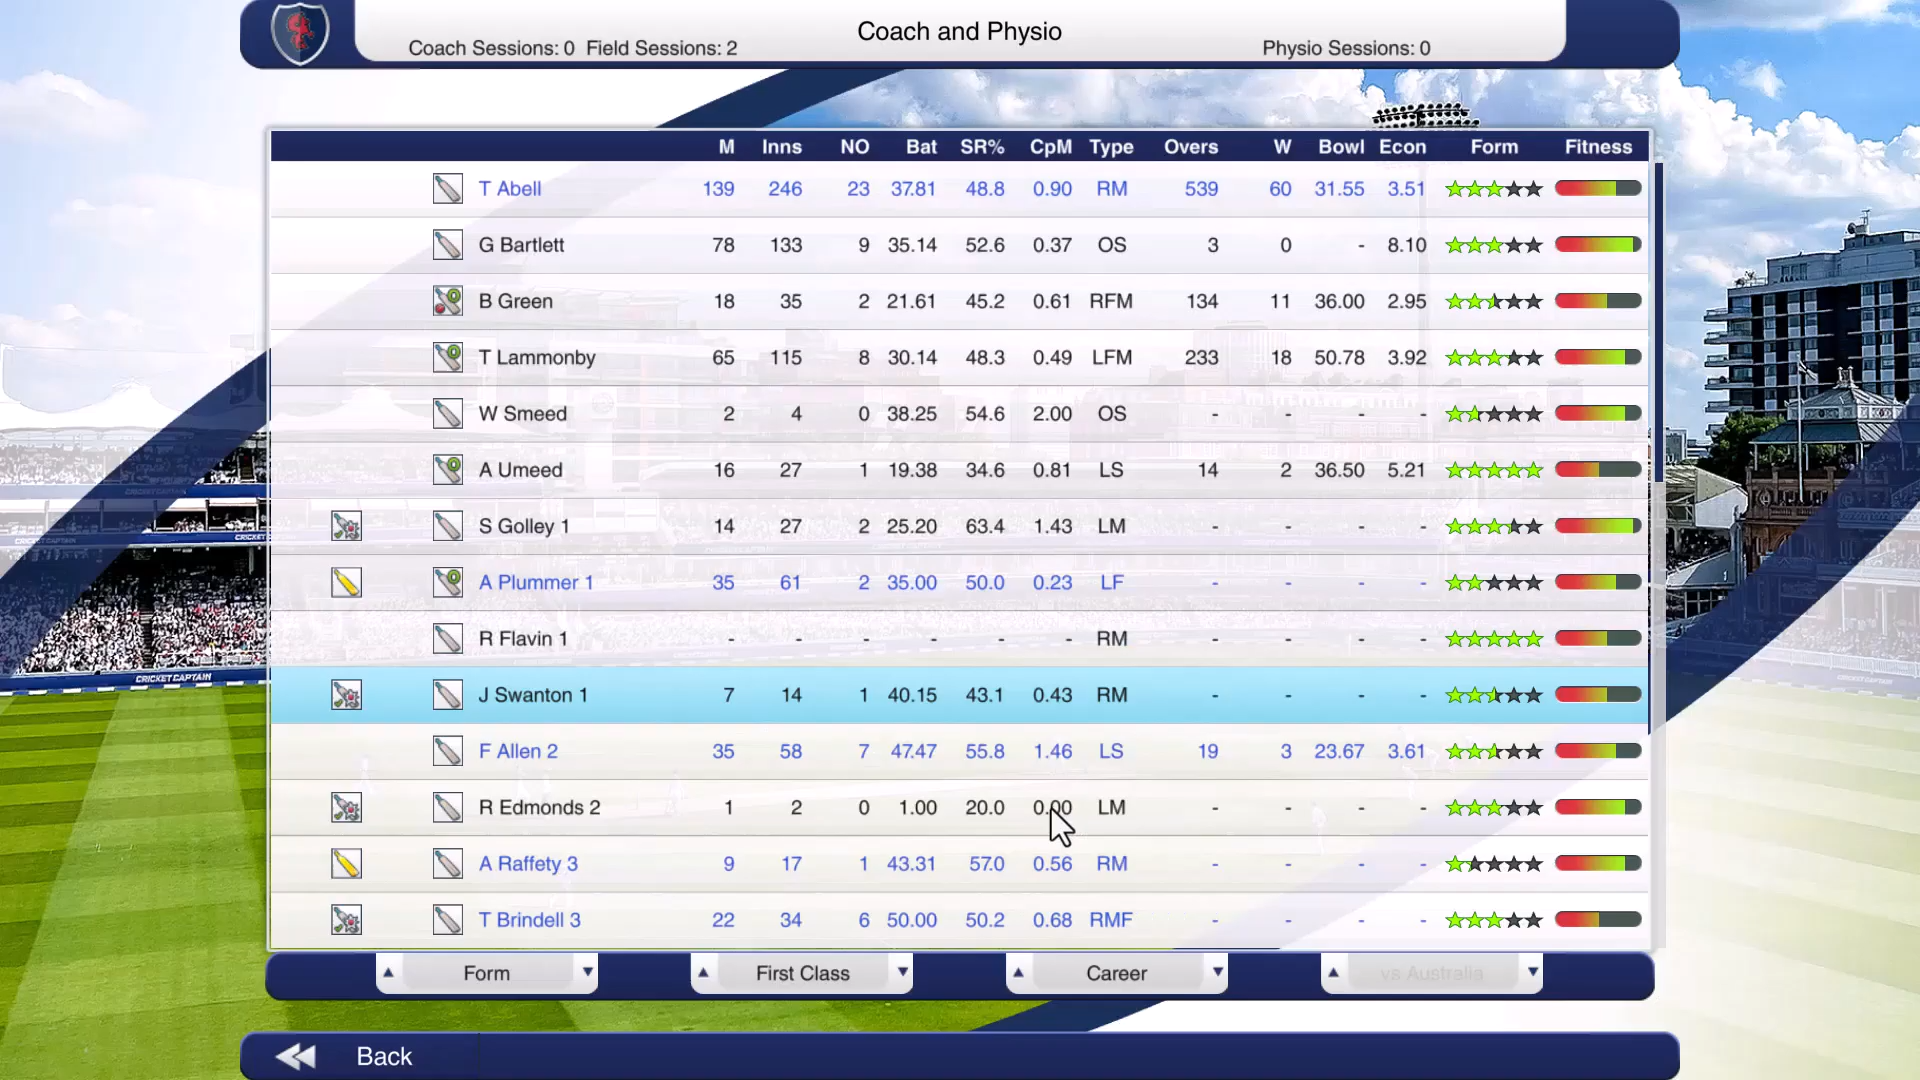 Coach and Physio
Coach Sessions: 0 Field Sessions: 2 Physio Sessions: 0
M Inns NO Bat SR% CpM Type Overs W Bowl Econ Form Fitness
T Abell 139 246 23 37.81 48.8 0.90 RM 539 60 31.55 3.51
G Bartlett 78 133 9 35.14 52.6 0.37 OS 3 0 - 8.10
B Green 18 35 2 21.61 45.2 0.61 RFM 134 11 36.00 2.95
T Lammonby 65 115 8 30.14 48.3 0.49 LFM 233 18 50.78 3.92
W Smeed 2 4 0 38.25 54.6 2.00 OS - - - -
A Umeed 16 27 1 19.38 34.6 0.81 LS 14 2 36.50 5.21
S Golley 1 14 27 2 25.20 63.4 1.43 LM - - - -
A Plummer 1 35 61 2 35.00 50.0 0.23 LF - - - -
R Flavin 1 - - - - - - RM - - - -
J Swanton 1 7 14 1 40.15 43.1 0.43 RM - - - -
F Allen 2 35 58 7 47.47 55.8 1.46 LS 19 3 23.67 3.61
R Edmonds 2 1 2 0 1.00 20.0 0.00 LM - - - -
A Raffety 3 9 17 1 43.31 57.0 0.56 RM - - - -
T Brindell 3 22 34 6 50.00 50.2 0.68 RMF - - - -
CRICKET CAPTAIN
Form First Class Career vs Australia
Back